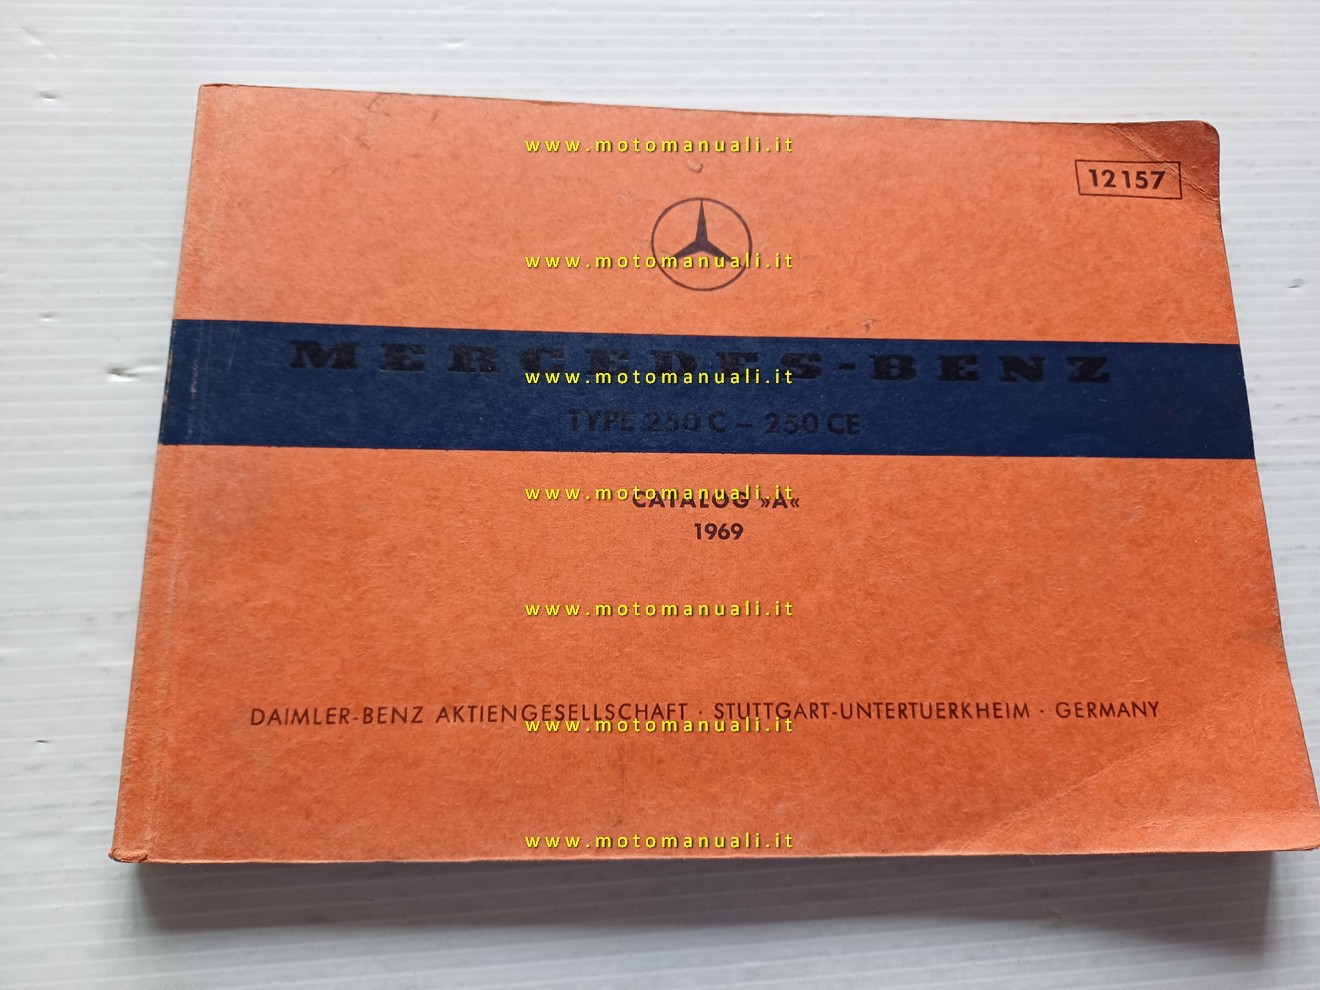 www.motomanuali.it
12157
www.motomanuali.it
MERCEDES-BENZ
www.motomanuali.it
TYPE 250 C – 250 CE
www.motomanuali.it
CATALOG »A«
1969
www.motomanuali.it
DAIMLER-BENZ AKTIENGESELLSCHAFT · STUTTGART-UNTERTUERKHEIM · GERMANY
www.motomanuali.it
www.motomanuali.it